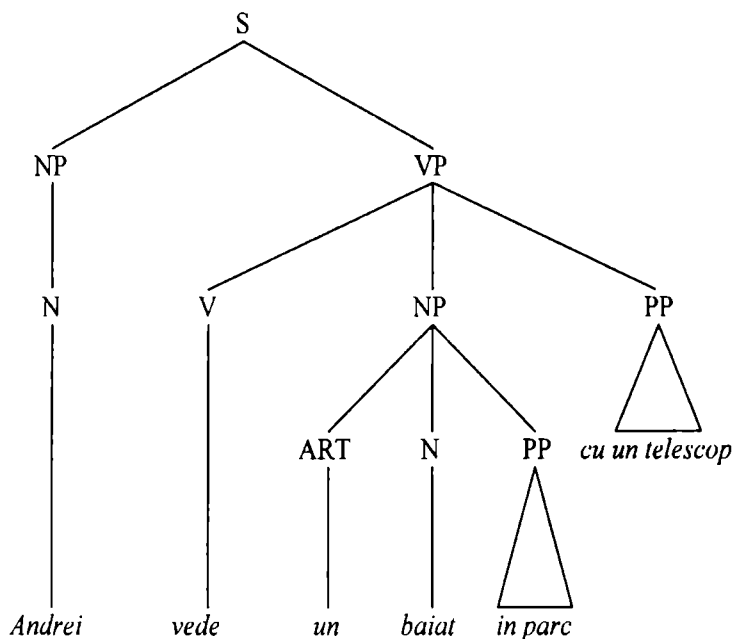 S
NP VP
N V NP PP
ART N PP cu un telescop
Andrei vede un baiat in parc